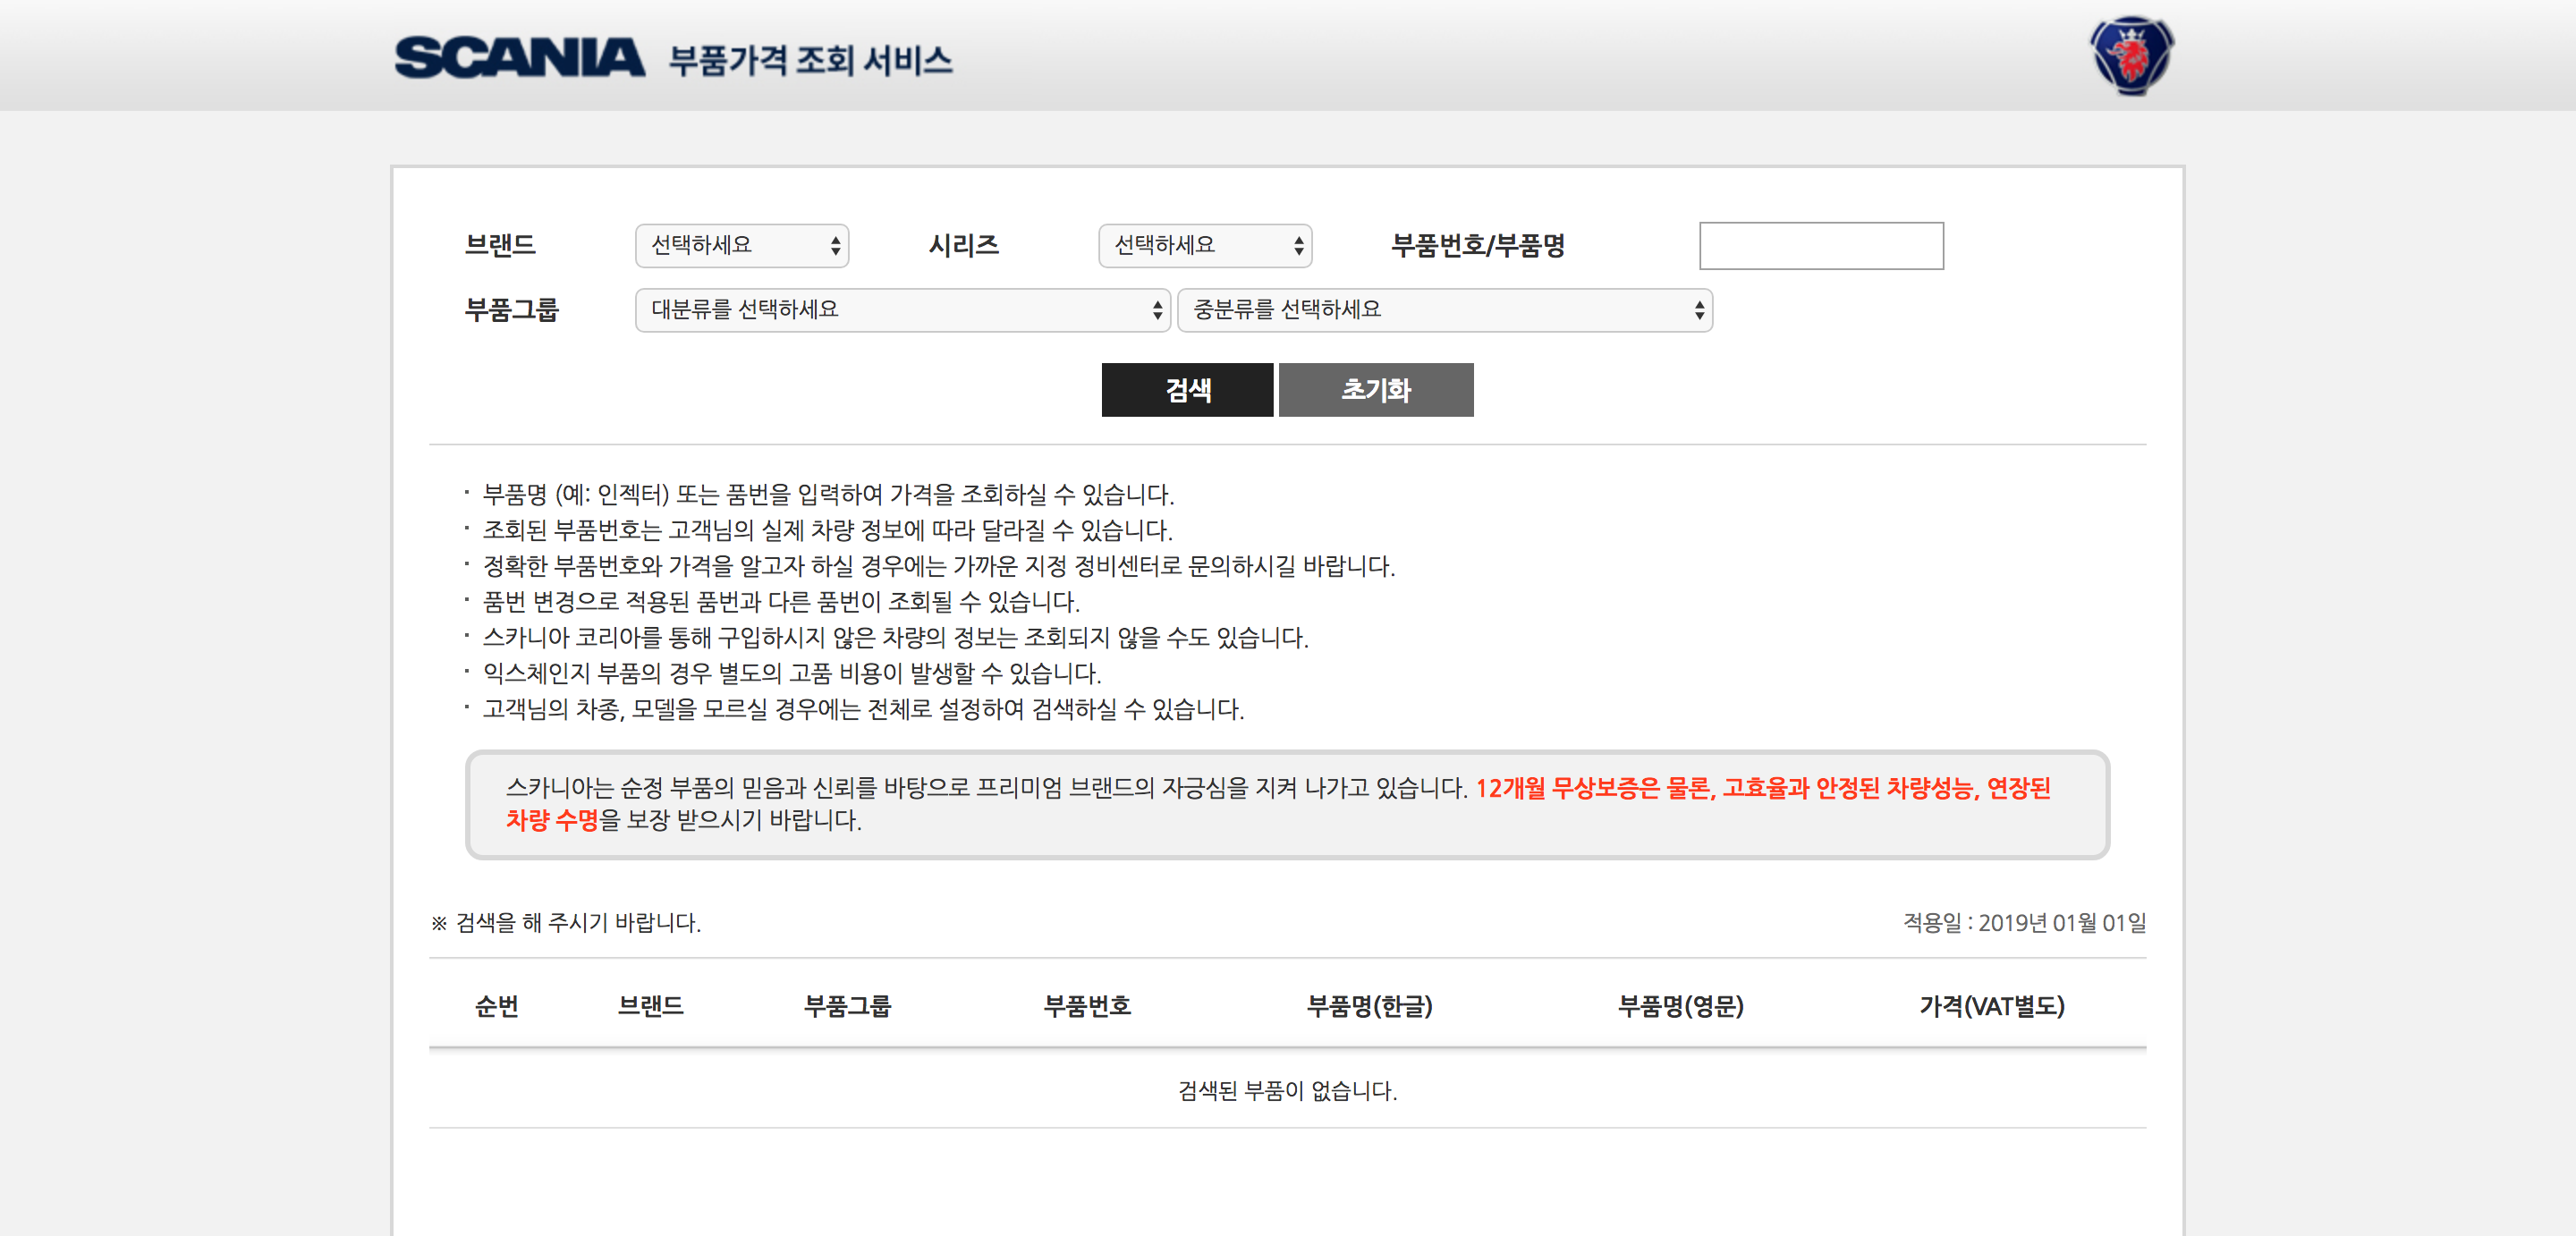 SCANIA 부품가격 조회 서비스
브랜드 선택하세요 시리즈 선택하세요 부품번호/부품명
부품그룹 대분류를 선택하세요 중분류를 선택하세요
검색 초기화
· 부품명 (예: 인젝터) 또는 품번을 입력하여 가격을 조회하실 수 있습니다.
· 조회된 부품번호는 고객님의 실제 차량 정보에 따라 달라질 수 있습니다.
· 정확한 부품번호와 가격을 알고자 하실 경우에는 가까운 지정 정비센터로 문의하시길 바랍니다.
· 품번 변경으로 적용된 품번과 다른 품번이 조회될 수 있습니다.
· 스카니아 코리아를 통해 구입하시지 않은 차량의 정보는 조회되지 않을 수도 있습니다.
· 익스체인지 부품의 경우 별도의 고품 비용이 발생할 수 있습니다.
· 고객님의 차종, 모델을 모르실 경우에는 전체로 설정하여 검색하실 수 있습니다.
스카니아는 순정 부품의 믿음과 신뢰를 바탕으로 프리미엄 브랜드의 자긍심을 지켜 나가고 있습니다. 12개월 무상보증은 물론, 고효율과 안정된 차량성능, 연장된
차량 수명을 보장 받으시기 바랍니다.
※ 검색을 해 주시기 바랍니다. 적용일 : 2019년 01월 01일
순번 브랜드 부품그룹 부품번호 부품명(한글) 부품명(영문) 가격(VAT별도)
검색된 부품이 없습니다.